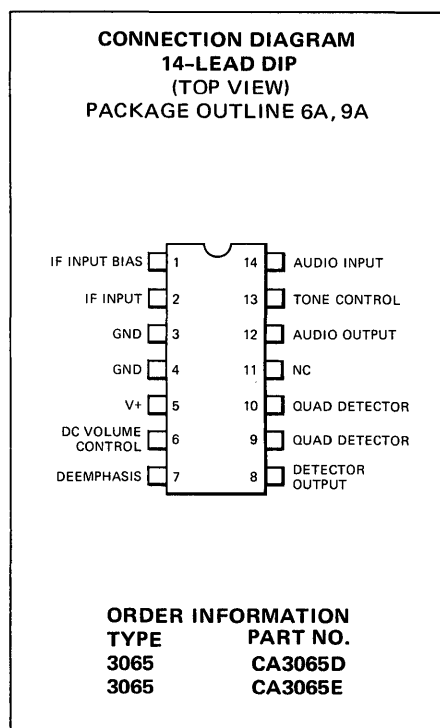 CONNECTION DIAGRAM
14-LEAD DIP
(TOP VIEW)
PACKAGE OUTLINE 6A, 9A
IF INPUT BIAS 1 14 AUDIO INPUT
IF INPUT 2 13 TONE CONTROL
GND 3 12 AUDIO OUTPUT
GND 4 11 NC
V+ 5 10 QUAD DETECTOR
DC VOLUME
CONTROL 6 9 QUAD DETECTOR
DEEMPHASIS 7 8 DETECTOR
OUTPUT
ORDER INFORMATION
TYPE PART NO.
3065 CA3065D
3065 CA3065E